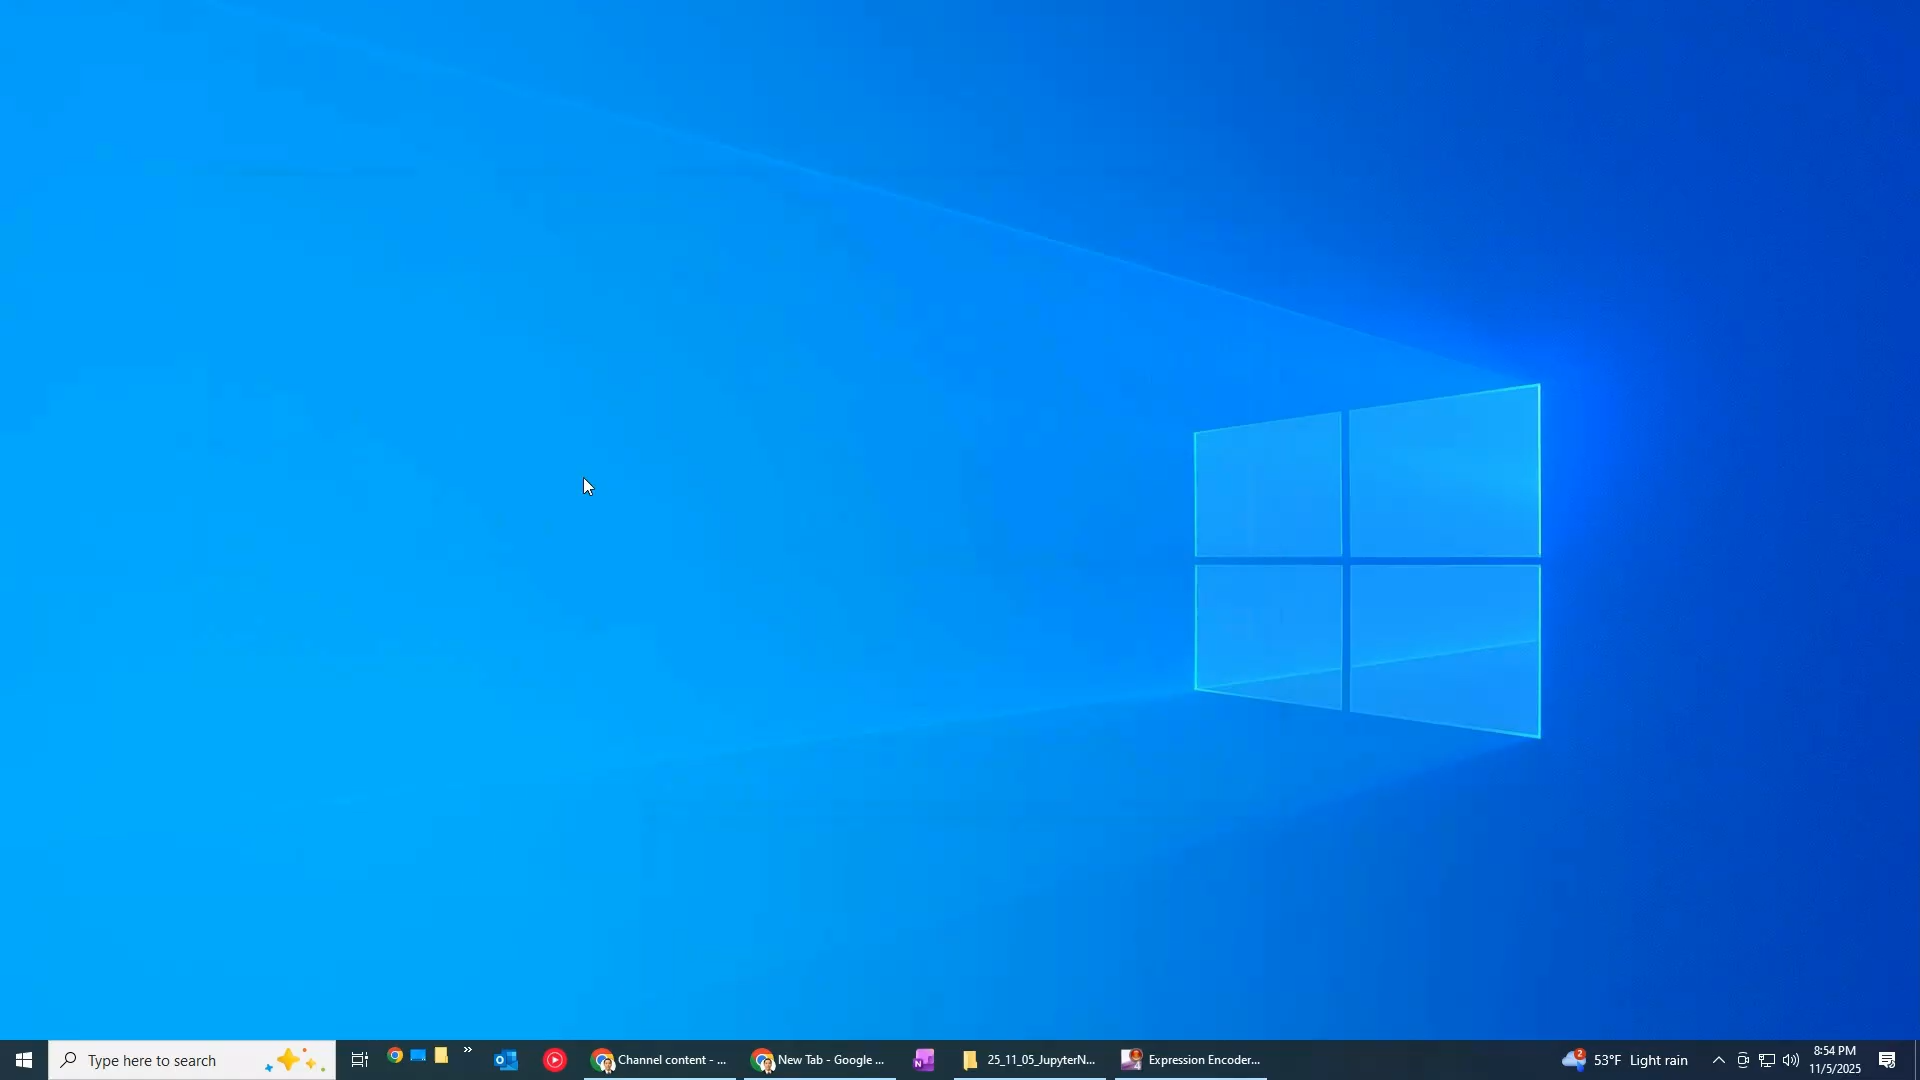 Type here to search
Channel content - ...
New Tab - Google ...
25_11_05_JupyterN...
Expression Encoder...
2
53°F Light rain
8:54 PM
11/5/2025